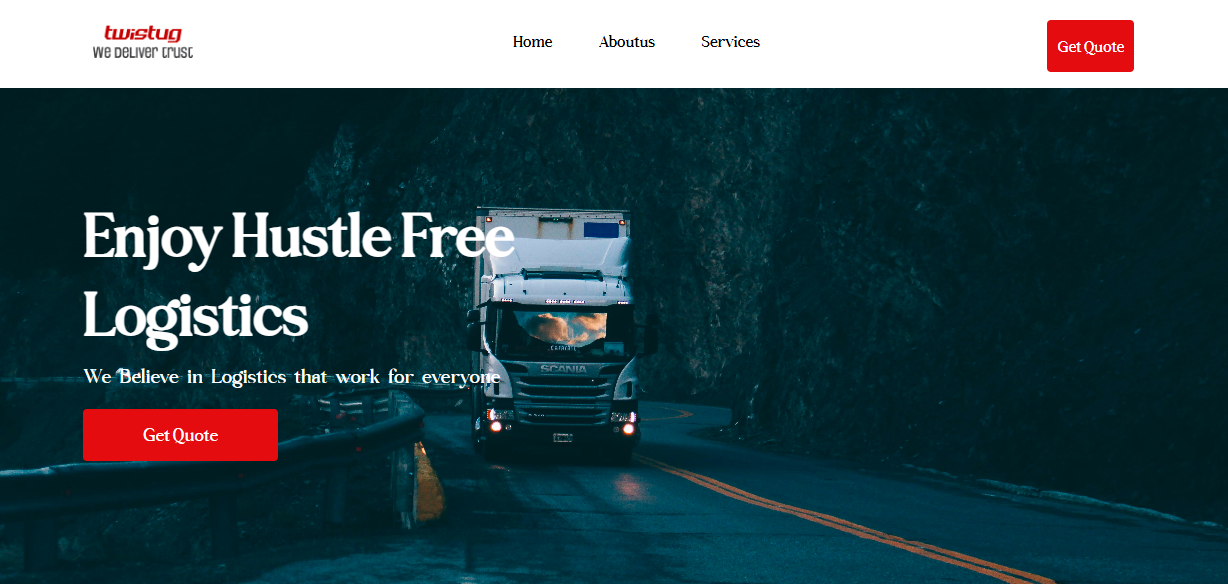 twistug
We Deliver trust
Home
Aboutus
Services
Get Quote
Enjoy Hustle Free
Logistics
We Believe in Logistics that work for everyone
Get Quote
SCANIA